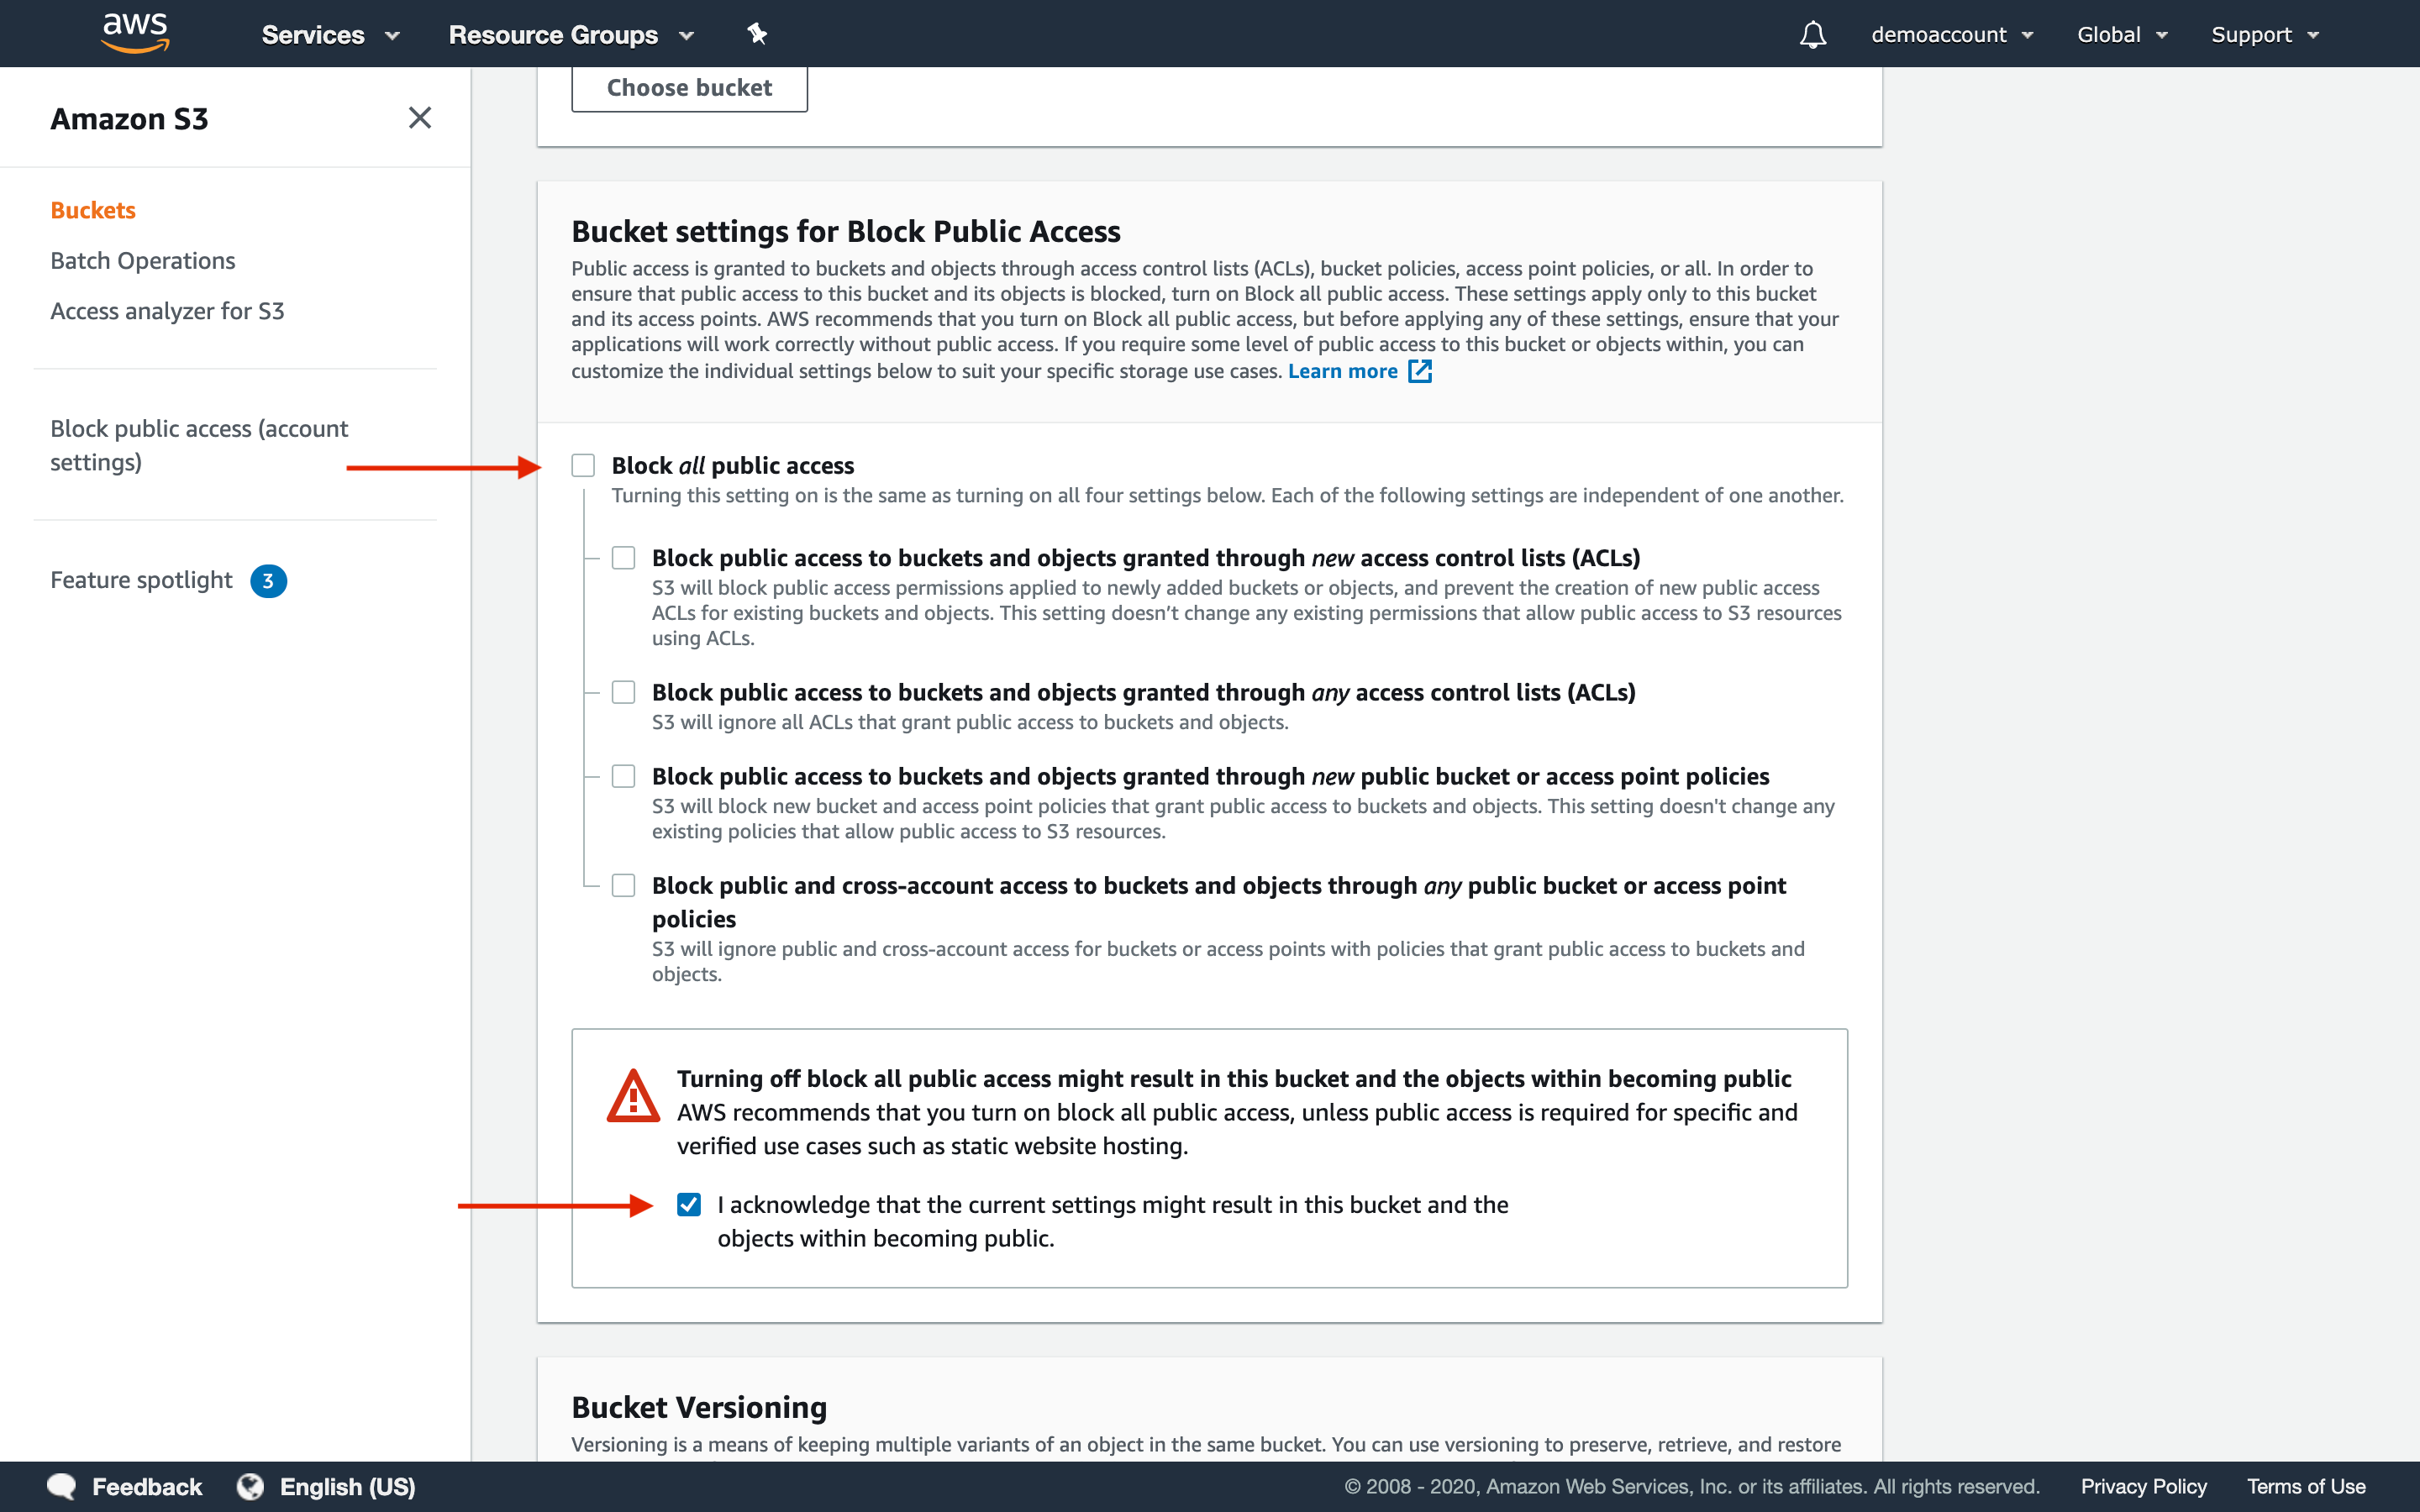 aws
Services
Resource Groups
demoaccount
Global
Support
Amazon S3
Buckets
Batch Operations
Access analyzer for S3
Block public access (account
settings)
Feature spotlight 3
Choose bucket
Bucket settings for Block Public Access
Public access is granted to buckets and objects through access control lists (ACLs), bucket policies, access point policies, or all. In order to
ensure that public access to this bucket and its objects is blocked, turn on Block all public access. These settings apply only to this bucket
and its access points. AWS recommends that you turn on Block all public access, but before applying any of these settings, ensure that your
applications will work correctly without public access. If you require some level of public access to this bucket or objects within, you can
customize the individual settings below to suit your specific storage use cases. Learn more
Block all public access
Turning this setting on is the same as turning on all four settings below. Each of the following settings are independent of one another.
Block public access to buckets and objects granted through new access control lists (ACLs)
S3 will block public access permissions applied to newly added buckets or objects, and prevent the creation of new public access
ACLs for existing buckets and objects. This setting doesn’t change any existing permissions that allow public access to S3 resources
using ACLs.
Block public access to buckets and objects granted through any access control lists (ACLs)
S3 will ignore all ACLs that grant public access to buckets and objects.
Block public access to buckets and objects granted through new public bucket or access point policies
S3 will block new bucket and access point policies that grant public access to buckets and objects. This setting doesn't change any
existing policies that allow public access to S3 resources.
Block public and cross-account access to buckets and objects through any public bucket or access point
policies
S3 will ignore public and cross-account access for buckets or access points with policies that grant public access to buckets and
objects.
Turning off block all public access might result in this bucket and the objects within becoming public
AWS recommends that you turn on block all public access, unless public access is required for specific and
verified use cases such as static website hosting.
I acknowledge that the current settings might result in this bucket and the
objects within becoming public.
Bucket Versioning
Versioning is a means of keeping multiple variants of an object in the same bucket. You can use versioning to preserve, retrieve, and restore
Feedback
English (US)
© 2008 - 2020, Amazon Web Services, Inc. or its affiliates. All rights reserved.
Privacy Policy
Terms of Use